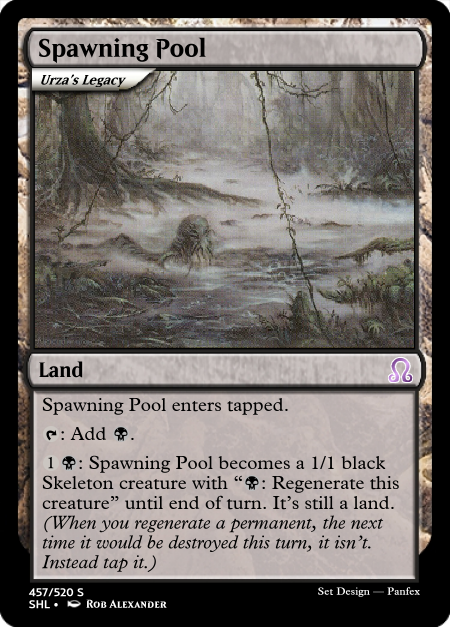 Spawning Pool
Urza's Legacy
Land
Spawning Pool enters tapped.
: Add .
1 : Spawning Pool becomes a 1/1 black
Skeleton creature with “: Regenerate this
creature” until end of turn. It's still a land.
(When you regenerate a permanent, the next
time it would be destroyed this turn, it isn't.
Instead tap it.)
457/520 S
Set Design — Panfex
SHL • Rob Alexander